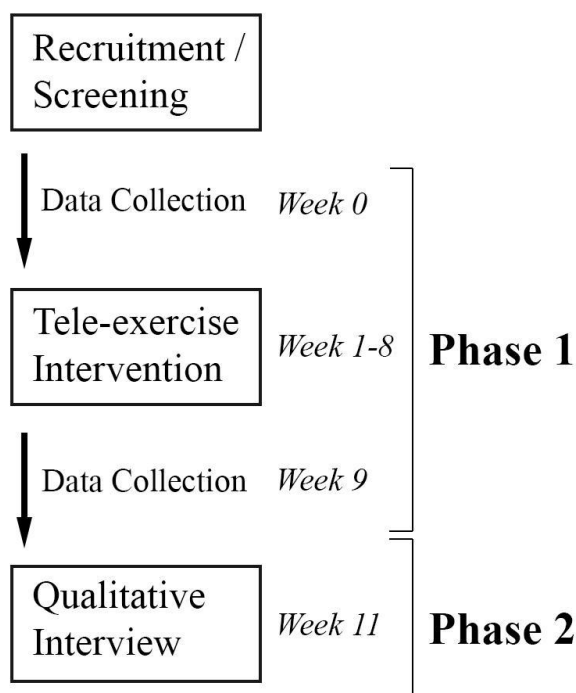 Recruitment /
Screening
Data Collection Week 0
Tele-exercise
Intervention
Week 1-8
Phase 1
Data Collection Week 9
Qualitative
Interview
Week 11
Phase 2